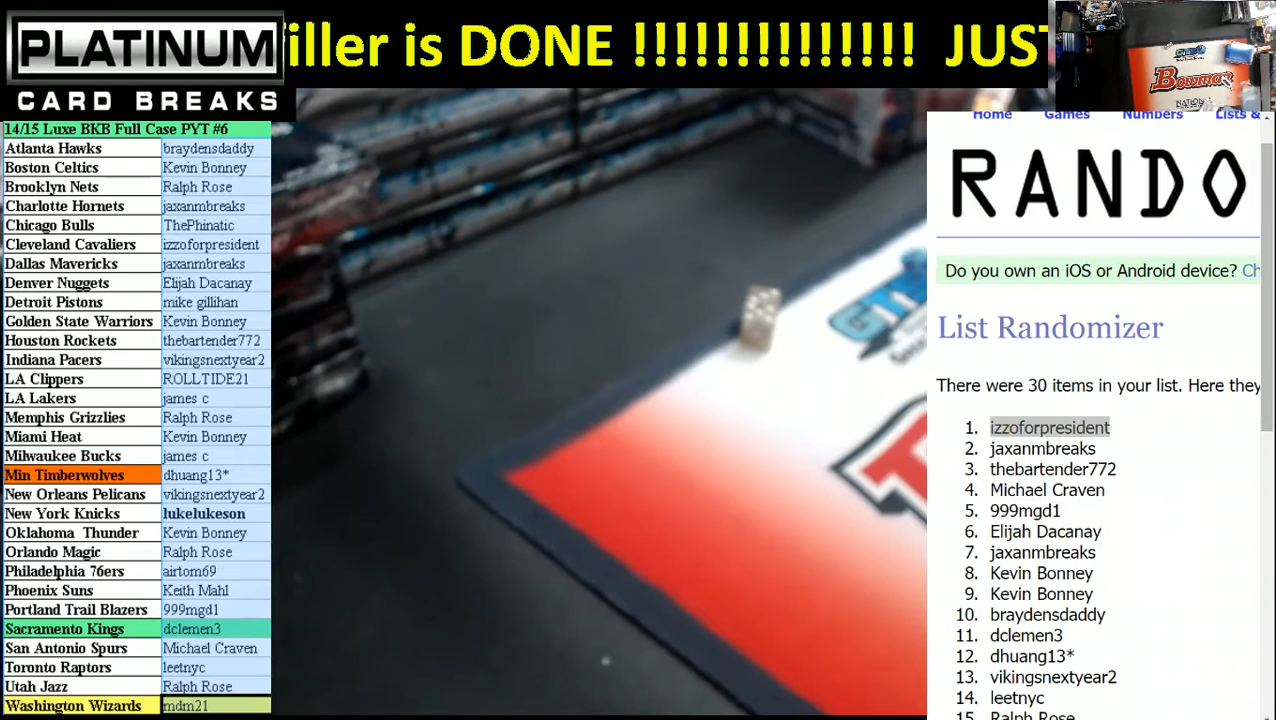 iller is DONE !!!!!!!!!!!!!! JUST
PLATINUM
CARD BREAKS
14/15 Luxe BKB Full Case PYT #6
Atlanta Hawks braydensdaddy
Boston Celtics Kevin Bonney
Brooklyn Nets Ralph Rose
Charlotte Hornets jaxanmbreaks
Chicago Bulls ThePhinatic
Cleveland Cavaliers izzoforpresident
Dallas Mavericks jaxanmbreaks
Denver Nuggets Elijah Dacanay
Detroit Pistons mike gillihan
Golden State Warriors Kevin Bonney
Houston Rockets thebartender772
Indiana Pacers vikingsnextyear2
LA Clippers ROLLTIDE21
LA Lakers james c
Memphis Grizzlies Ralph Rose
Miami Heat Kevin Bonney
Milwaukee Bucks james c
Min Timberwolves dhuang13*
New Orleans Pelicans vikingsnextyear2
New York Knicks lukelukeson
Oklahoma Thunder Kevin Bonney
Orlando Magic Ralph Rose
Philadelphia 76ers airtom69
Phoenix Suns Keith Mahl
Portland Trail Blazers 999mgd1
Sacramento Kings dclemen3
San Antonio Spurs Michael Craven
Toronto Raptors leetnyc
Utah Jazz Ralph Rose
Washington Wizards mdm21
Bowman
NATION
Home Games Numbers Lists &
RANDO
Do you own an iOS or Android device? Ch
List Randomizer
There were 30 items in your list. Here they
1. izzoforpresident
2. jaxanmbreaks
3. thebartender772
4. Michael Craven
5. 999mgd1
6. Elijah Dacanay
7. jaxanmbreaks
8. Kevin Bonney
9. Kevin Bonney
10. braydensdaddy
11. dclemen3
12. dhuang13*
13. vikingsnextyear2
14. leetnyc
15. Ralph Rose